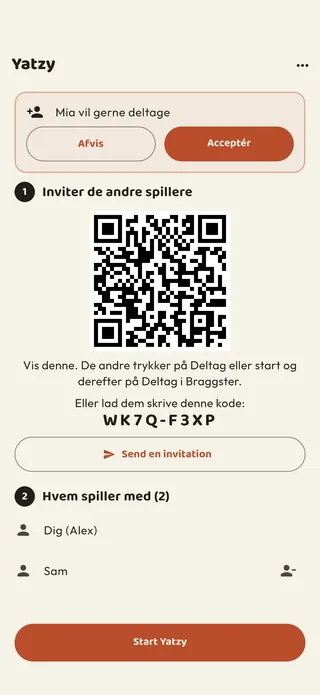 Yatzy
Mia vil gerne deltage
Afvis
Acceptér
1 Inviter de andre spillere
Vis denne. De andre trykker på Deltag eller start og
derefter på Deltag i Braggster.
Eller lad dem skrive denne kode:
WK7Q-F3XP
Send en invitation
2 Hvem spiller med (2)
Dig (Alex)
Sam
Start Yatzy